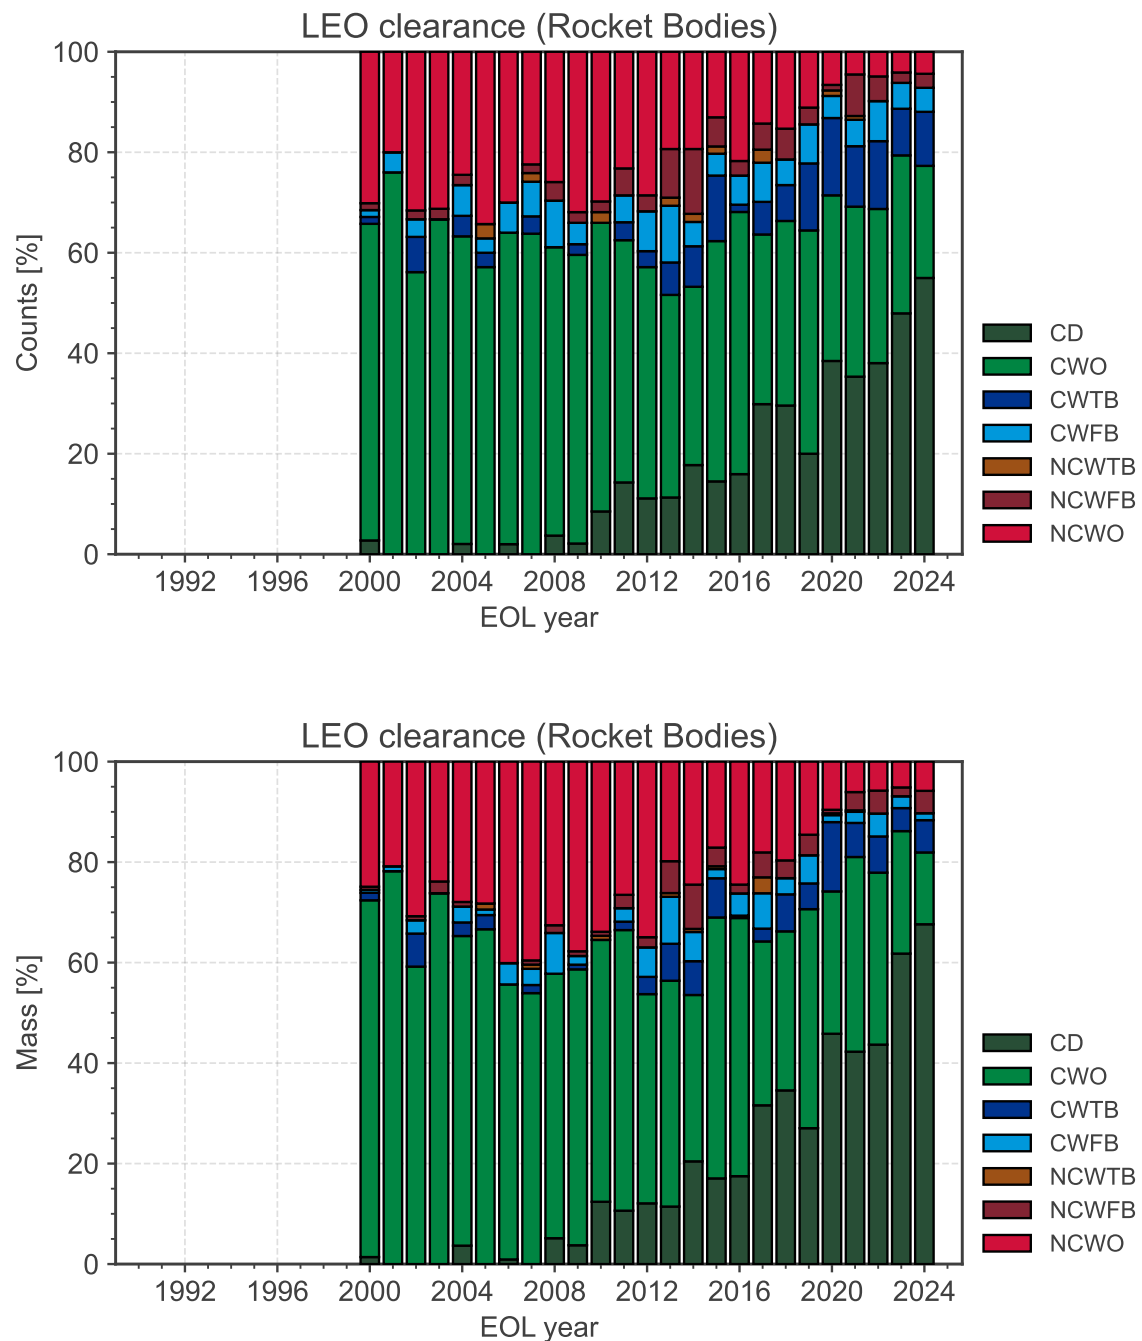 LEO clearance (Rocket Bodies)
100
80
60
40
20
0
Counts [%]
1992 1996 2000 2004 2008 2012 2016 2020 2024
EOL year
CD
CWO
CWTB
CWFB
NCWTB
NCWFB
NCWO
LEO clearance (Rocket Bodies)
100
80
60
40
20
0
Mass [%]
1992 1996 2000 2004 2008 2012 2016 2020 2024
EOL year
CD
CWO
CWTB
CWFB
NCWTB
NCWFB
NCWO